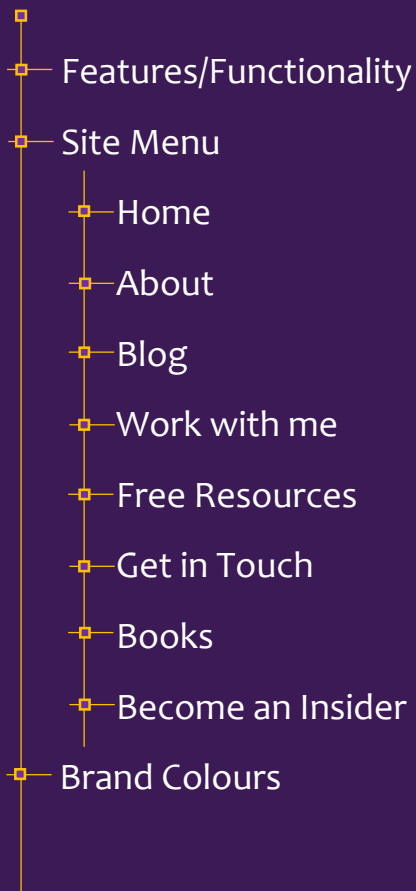 Features/Functionality
Site Menu
Home
About
Blog
Work with me
Free Resources
Get in Touch
Books
Become an Insider
Brand Colours